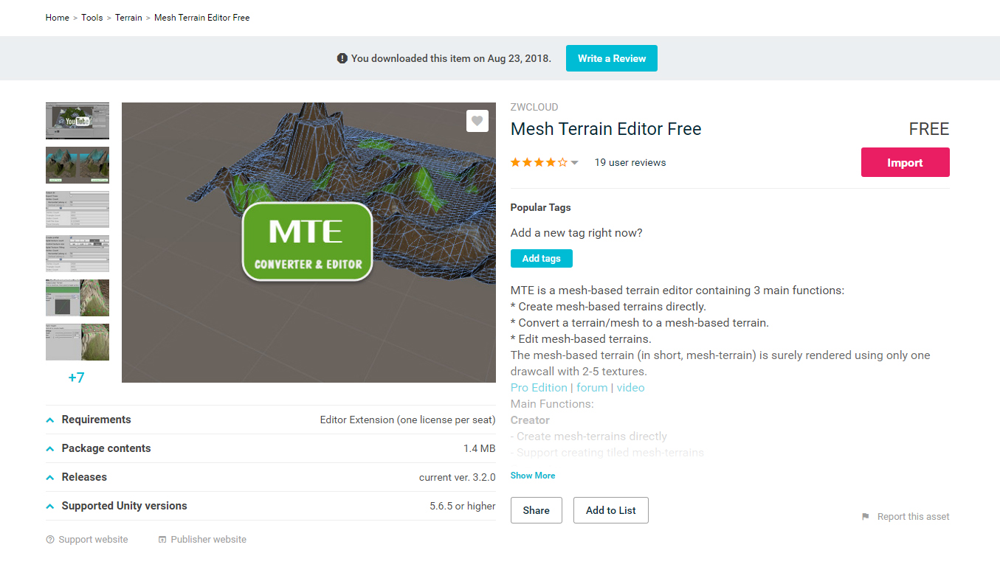 Home > Tools > Terrain > Mesh Terrain Editor Free
You downloaded this item on Aug 23, 2018.
Write a Review
YouTube
MTE
CONVERTER & EDITOR
+7
Requirements Editor Extension (one license per seat)
Package contents 1.4 MB
Releases current ver. 3.2.0
Supported Unity versions 5.6.5 or higher
Support website Publisher website
ZWCLOUD
Mesh Terrain Editor Free
FREE
19 user reviews
Import
Popular Tags
Add a new tag right now?
Add tags
MTE is a mesh-based terrain editor containing 3 main functions:
* Create mesh-based terrains directly.
* Convert a terrain/mesh to a mesh-based terrain.
* Edit mesh-based terrains.
The mesh-based terrain (in short, mesh-terrain) is surely rendered using only one
drawcall with 2-5 textures.
Pro Edition | forum | video
Main Functions:
Creator
- Create mesh-terrains directly
- Support creating tiled mesh-terrains
Show More
Share
Add to List
Report this asset